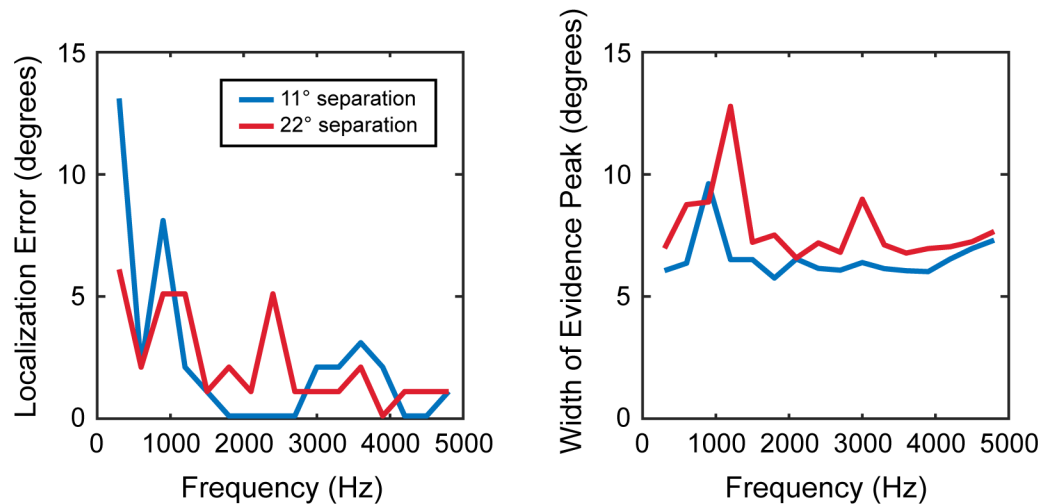 Localization Error (degrees)
15
10
5
0
11° separation
22° separation
0 1000 2000 3000 4000 5000
Frequency (Hz)
Width of Evidence Peak (degrees)
15
10
5
0
0 1000 2000 3000 4000 5000
Frequency (Hz)